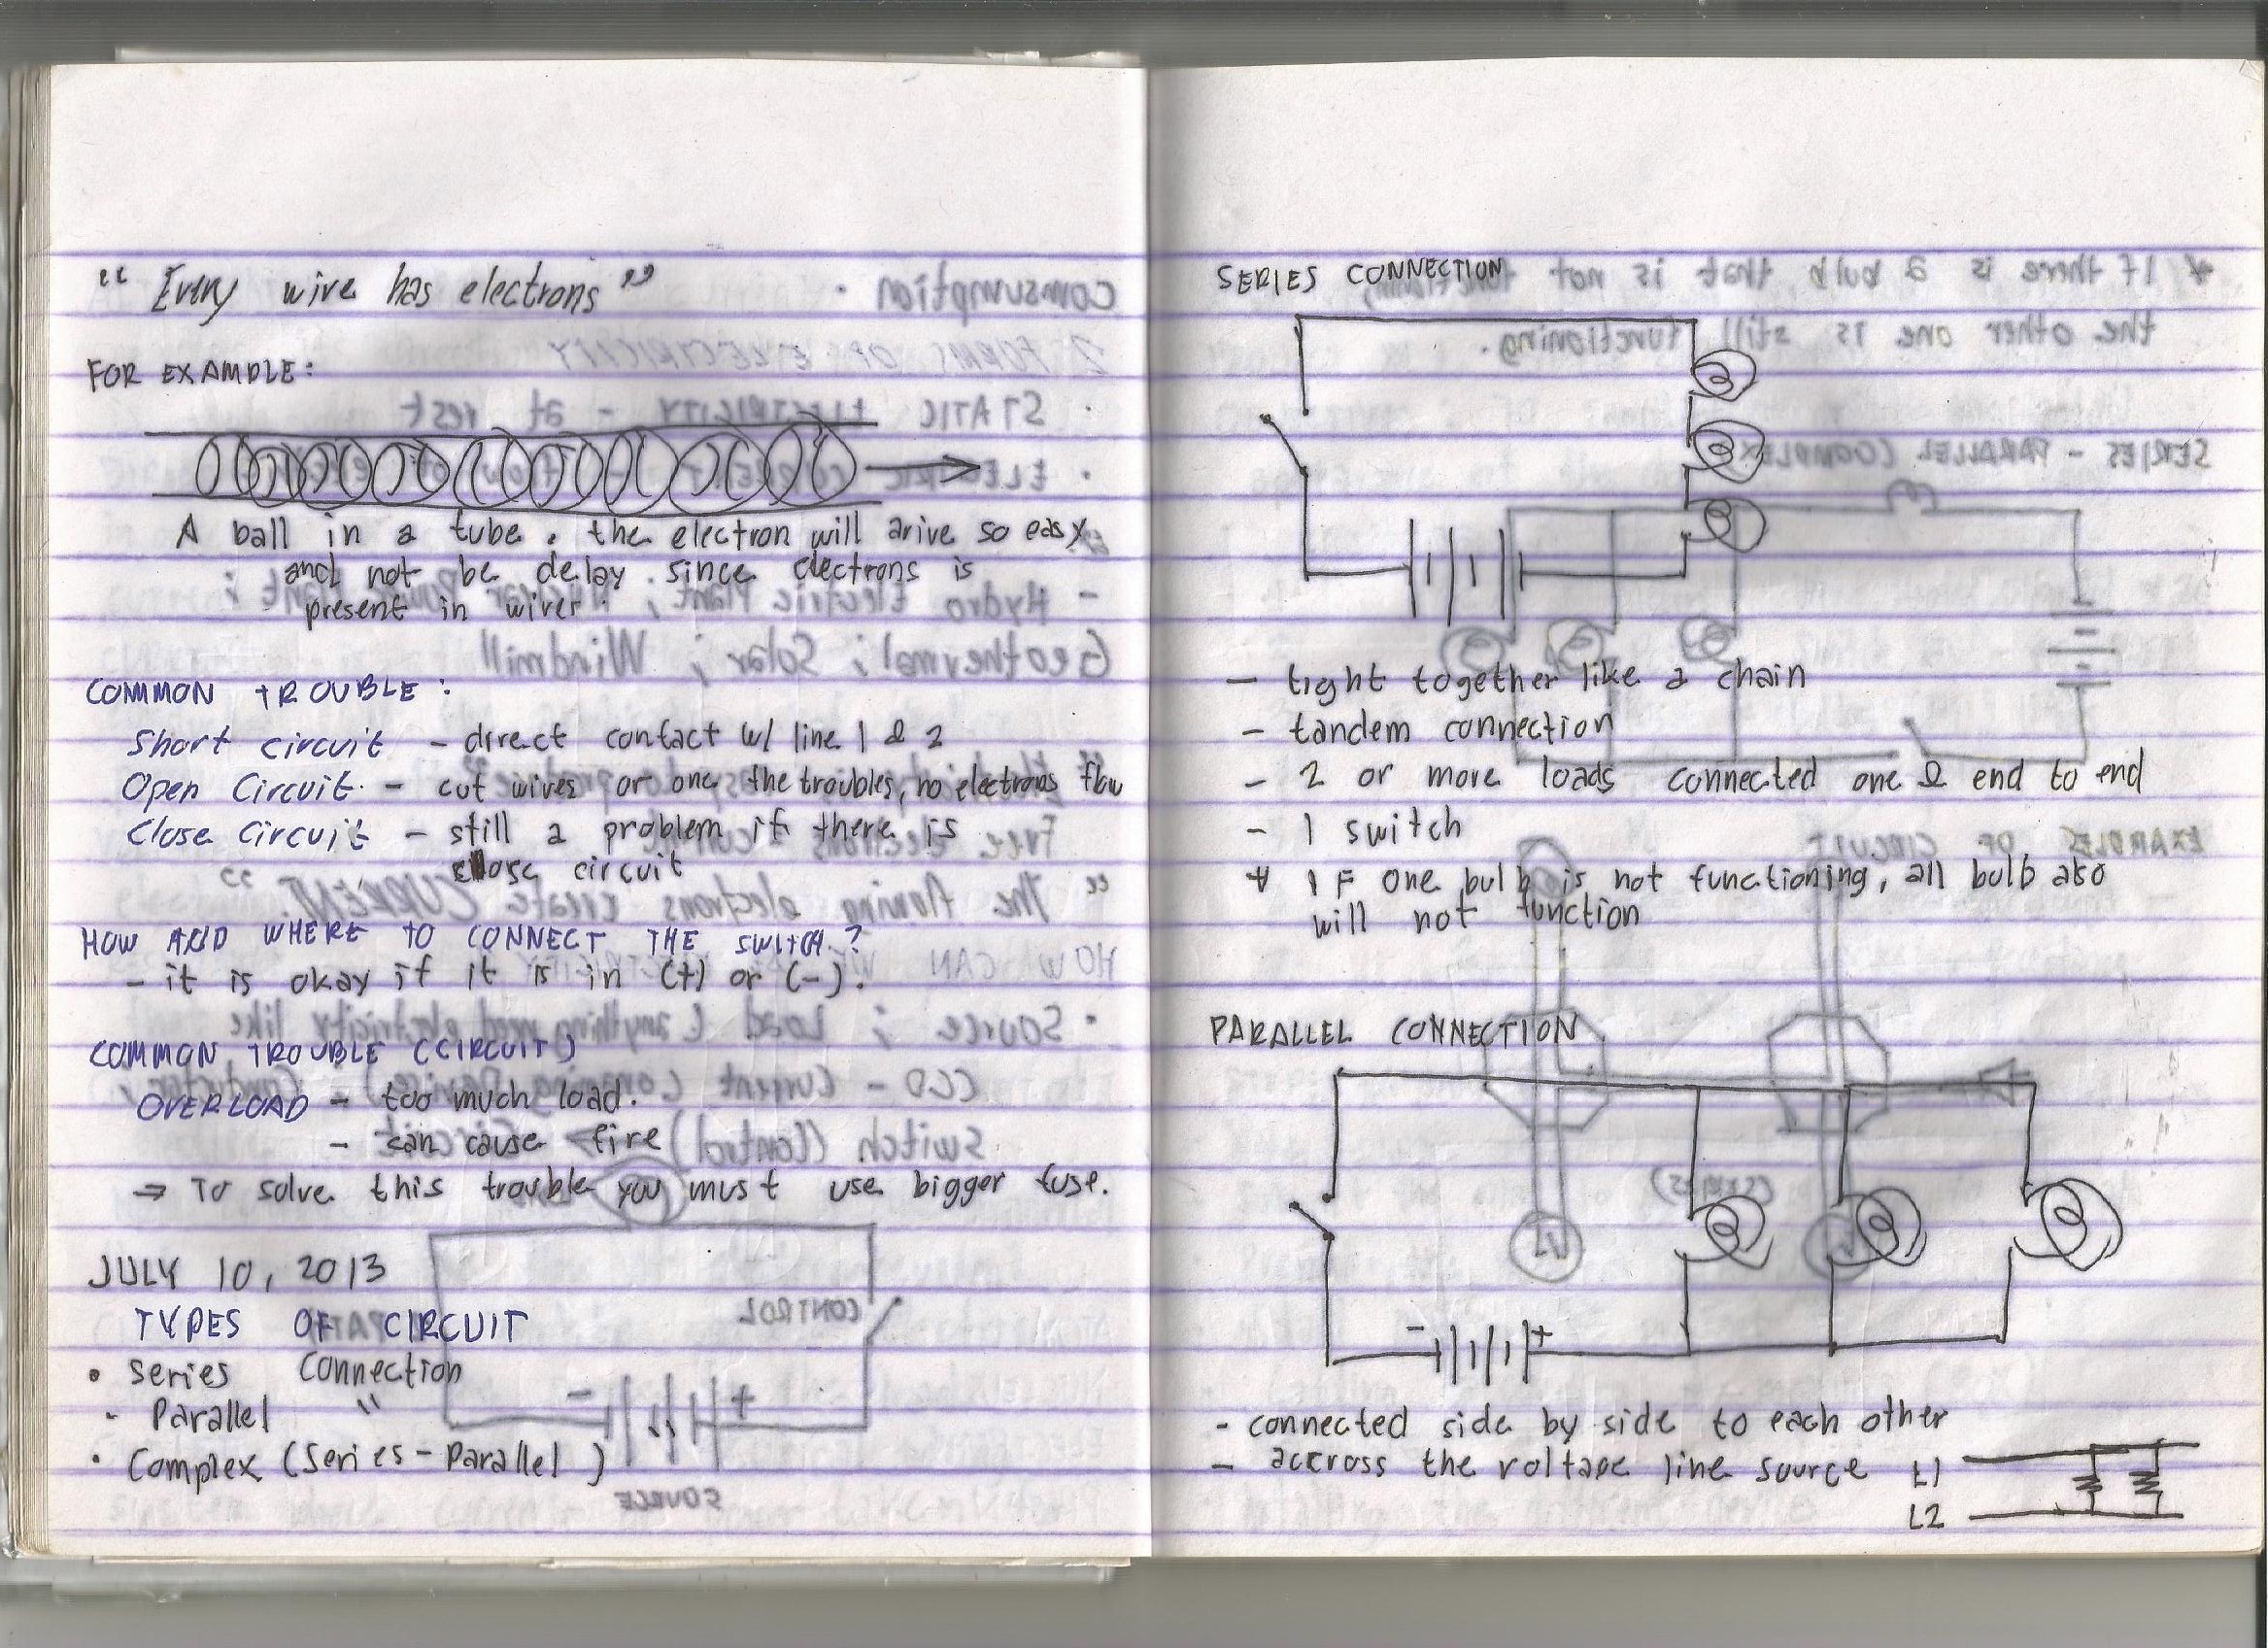 “ Every wire has electrons ”
FOR EXAMPLE:
A ball in a tube. the electron will arive so easy
and not be delay. since electrons is
present in wires.
COMMON TROUBLE:
Short circuit - direct contact w/ line 1 & 2
Open Circuit - cut wires or one the troubles, no electrons flow
Close Circuit - still a problem if there is
close circuit
HOW AND WHERE TO CONNECT THE SWITCH?
- it is okay if it is in (+) or (-).
COMMON TROUBLE (CIRCUIT)
OVERLOAD - too much load.
- can cause fire
⇒ To solve this trouble you must use bigger fuse.
JULY 10, 2013
TYPES OF CIRCUIT
• Series Connection
- Parallel "
• Complex (Series - Parallel)
SERIES CONNECTION
- tight together like a chain
- tandem connection
- 2 or more loads connected one & end to end
- 1 switch
* IF one bulb is not functioning, all bulb also
will not function
PARALLEL CONNECTION
- +
- connected side by side to each other
- accross the voltage line source L1
L2